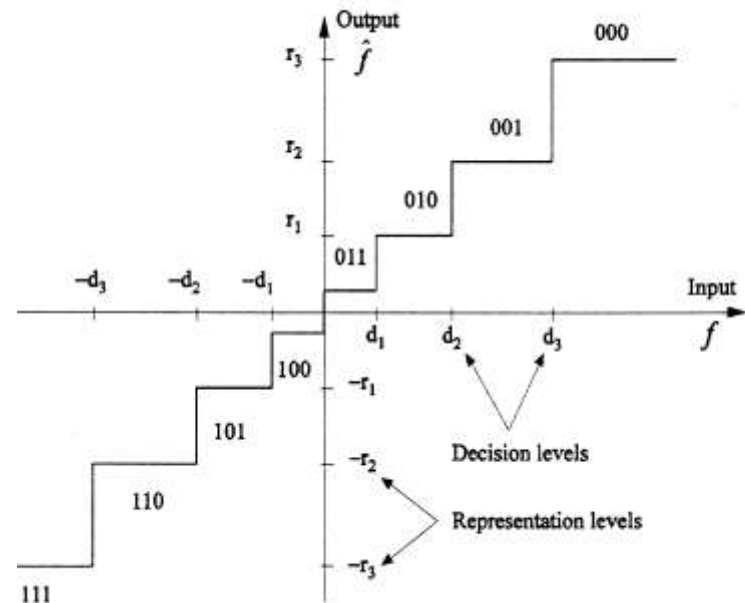 Output
000
r₃
f̂
001
r₂
010
r₁
011
−d₃ −d₂ −d₁
Input
d₁ d₂ d₃ f
100
−r₁
101
Decision levels
−r₂
110
Representation levels
−r₃
111